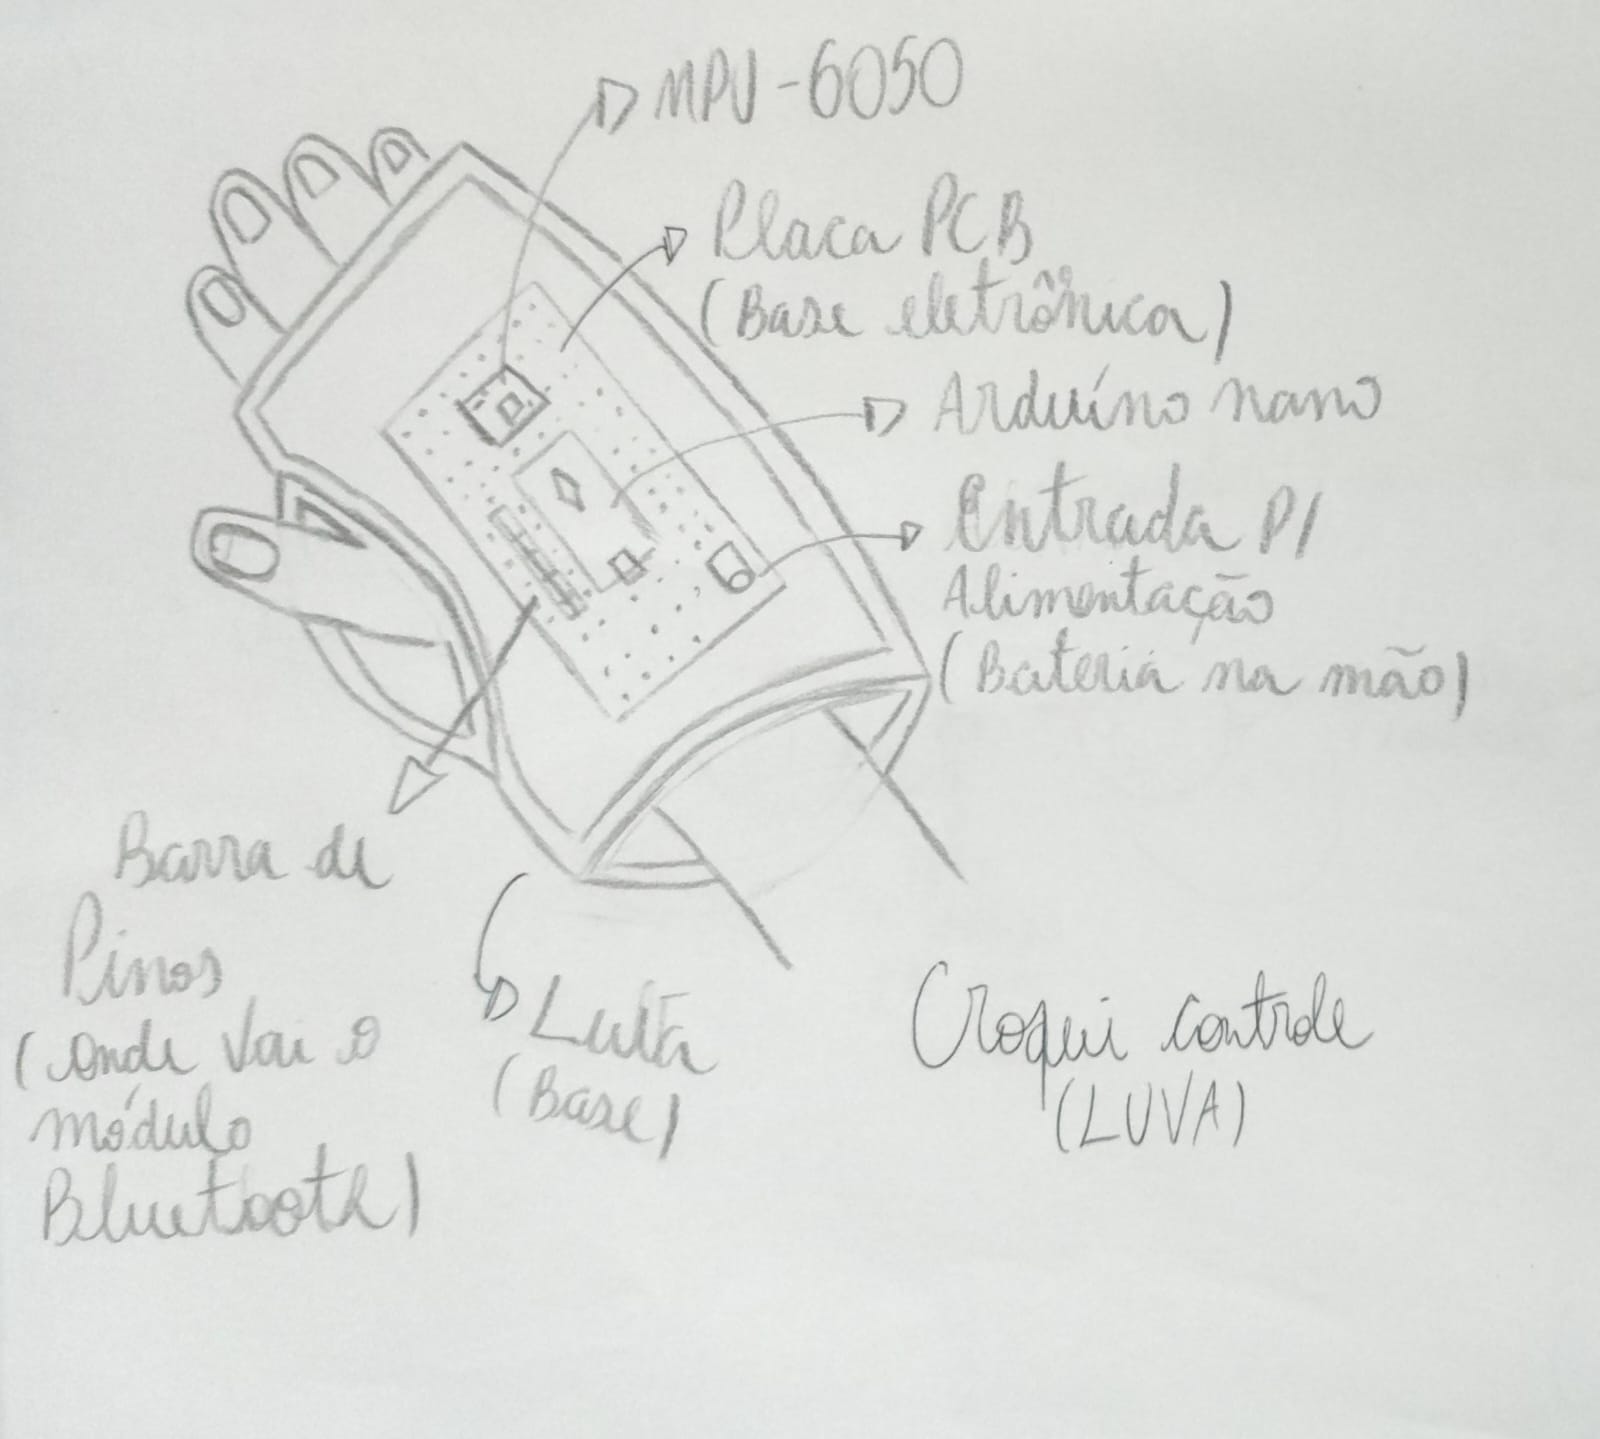 MPU-6050
Placa PCB
(Base eletrônica)
Arduíno nano
Entrada p/
Alimentação
(Bateria na mão)
Barra de
Pinos
(onde vai o
módulo
Bluetooth)
Luva
(Base)
Croqui controle
(LUVA)